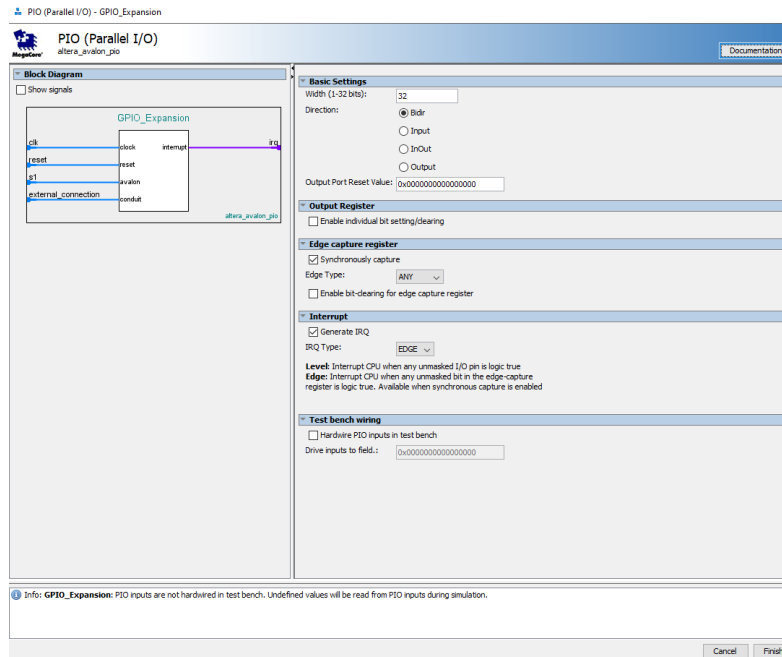 PIO (Parallel I/O) - GPIO_Expansion
PIO (Parallel I/O)
altera_avalon_pio
MegaCore'
Documentation
Block Diagram
Show signals
GPIO_Expansion
clk
clock
interrupt
irq
reset
reset
s1
avalon
external_connection
conduit
altera_avalon_pio
Basic Settings
Width (1-32 bits): 32
Direction: Bidir
Input
InOut
Output
Output Port Reset Value: 0x0000000000000000
Output Register
Enable individual bit setting/clearing
Edge capture register
Synchronously capture
Edge Type: ANY
Enable bit-clearing for edge capture register
Interrupt
Generate IRQ
IRQ Type: EDGE
Level: Interrupt CPU when any unmasked I/O pin is logic true
Edge: Interrupt CPU when any unmasked bit in the edge-capture
register is logic true. Available when synchronous capture is enabled
Test bench wiring
Hardwire PIO inputs in test bench
Drive inputs to field.: 0x0000000000000000
Info: GPIO_Expansion: PIO inputs are not hardwired in test bench. Undefined values will be read from PIO inputs during simulation.
Cancel
Finish